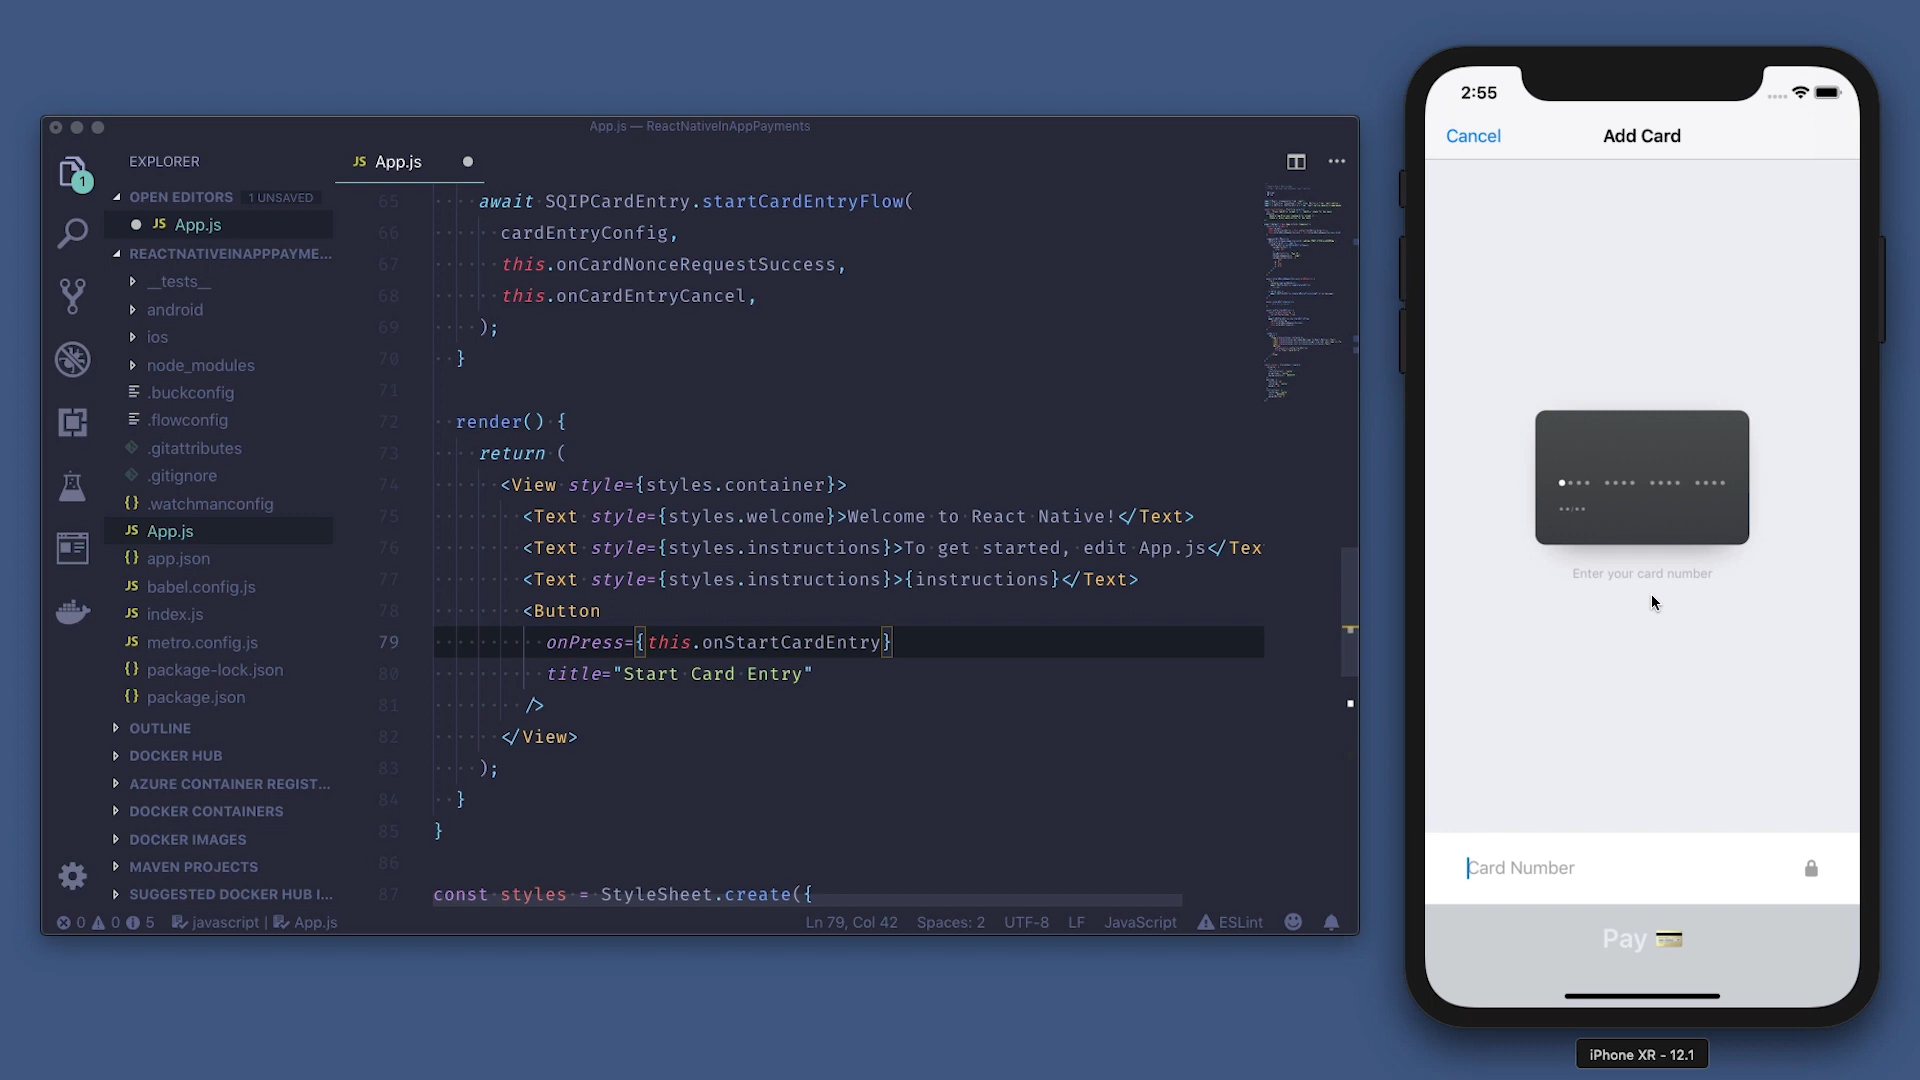 App.js — ReactNativeInAppPayments
EXPLORER
OPEN EDITORS 1 UNSAVED
JS App.js
REACTNATIVEINAPPPAYME...
__tests__
android
ios
node_modules
.buckconfig
.flowconfig
.gitattributes
.gitignore
{} .watchmanconfig
JS App.js
{} app.json
JS babel.config.js
JS index.js
JS metro.config.js
{} package-lock.json
{} package.json
OUTLINE
DOCKER HUB
AZURE CONTAINER REGIST...
DOCKER CONTAINERS
DOCKER IMAGES
MAVEN PROJECTS
SUGGESTED DOCKER HUB I...
1
JS App.js
65 await SQIPCardEntry.startCardEntryFlow(
66 cardEntryConfig,
67 this.onCardNonceRequestSuccess,
68 this.onCardEntryCancel,
69 );
70 }
71
72 render() {
73 return (
74 <View style={styles.container}>
75 <Text style={styles.welcome}>Welcome to React Native!</Text>
76 <Text style={styles.instructions}>To get started, edit App.js</Tex
77 <Text style={styles.instructions}>{instructions}</Text>
78 <Button
79 onPress={this.onStartCardEntry}
80 title="Start Card Entry"
81 />
82 </View>
83 );
84 }
85 }
86
87 const styles = StyleSheet.create({
0 0 5 javascript | App.js
Ln 79, Col 42 Spaces: 2 UTF-8 LF JavaScript ESLint
2:55
Cancel Add Card
Enter your card number
Card Number
Pay 💳
iPhone XR - 12.1